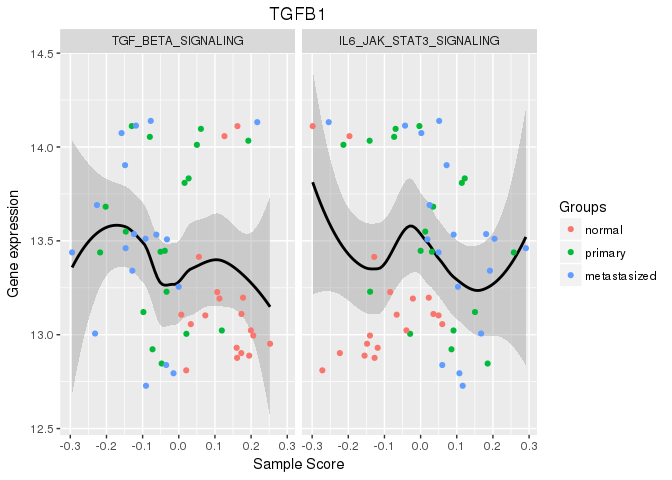 TGFB1
TGF_BETA_SIGNALING
IL6_JAK_STAT3_SIGNALING
14.5
14.0
13.5
13.0
12.5
Gene expression
-0.3 -0.2 -0.1 0.0 0.1 0.2 0.3
-0.3 -0.2 -0.1 0.0 0.1 0.2 0.3
Sample Score
Groups
normal
primary
metastasized